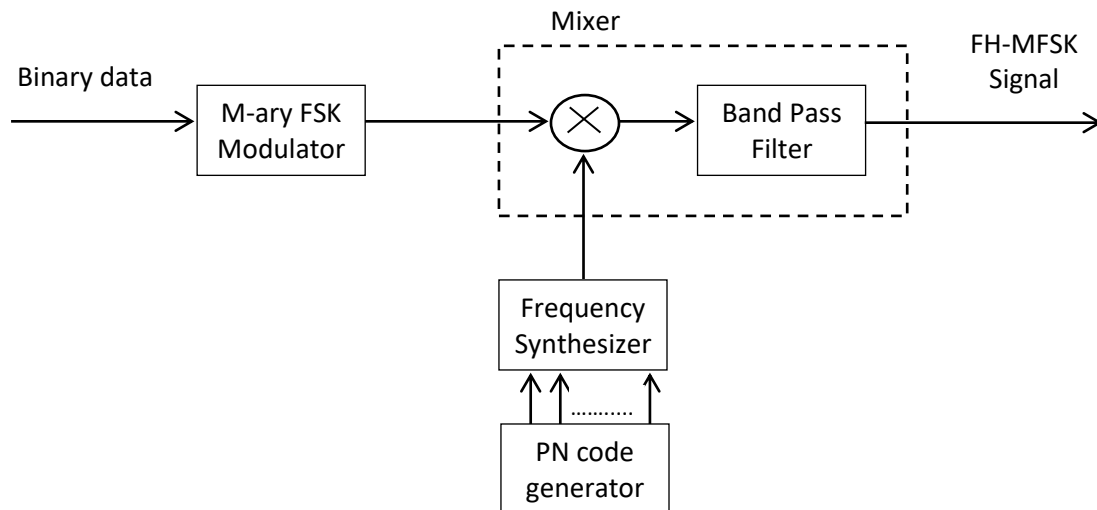 Mixer
FH-MFSK
Signal
Binary data
M-ary FSK
Modulator
Band Pass
Filter
Frequency
Synthesizer
...........
PN code
generator